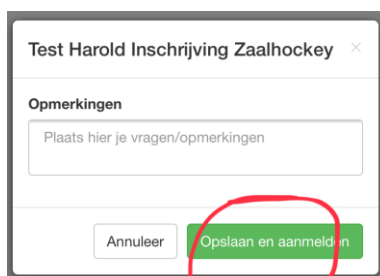 Test Harold Inschrijving Zaalhockey ×
Opmerkingen
Plaats hier je vragen/opmerkingen
Annuleer Opslaan en aanmelden